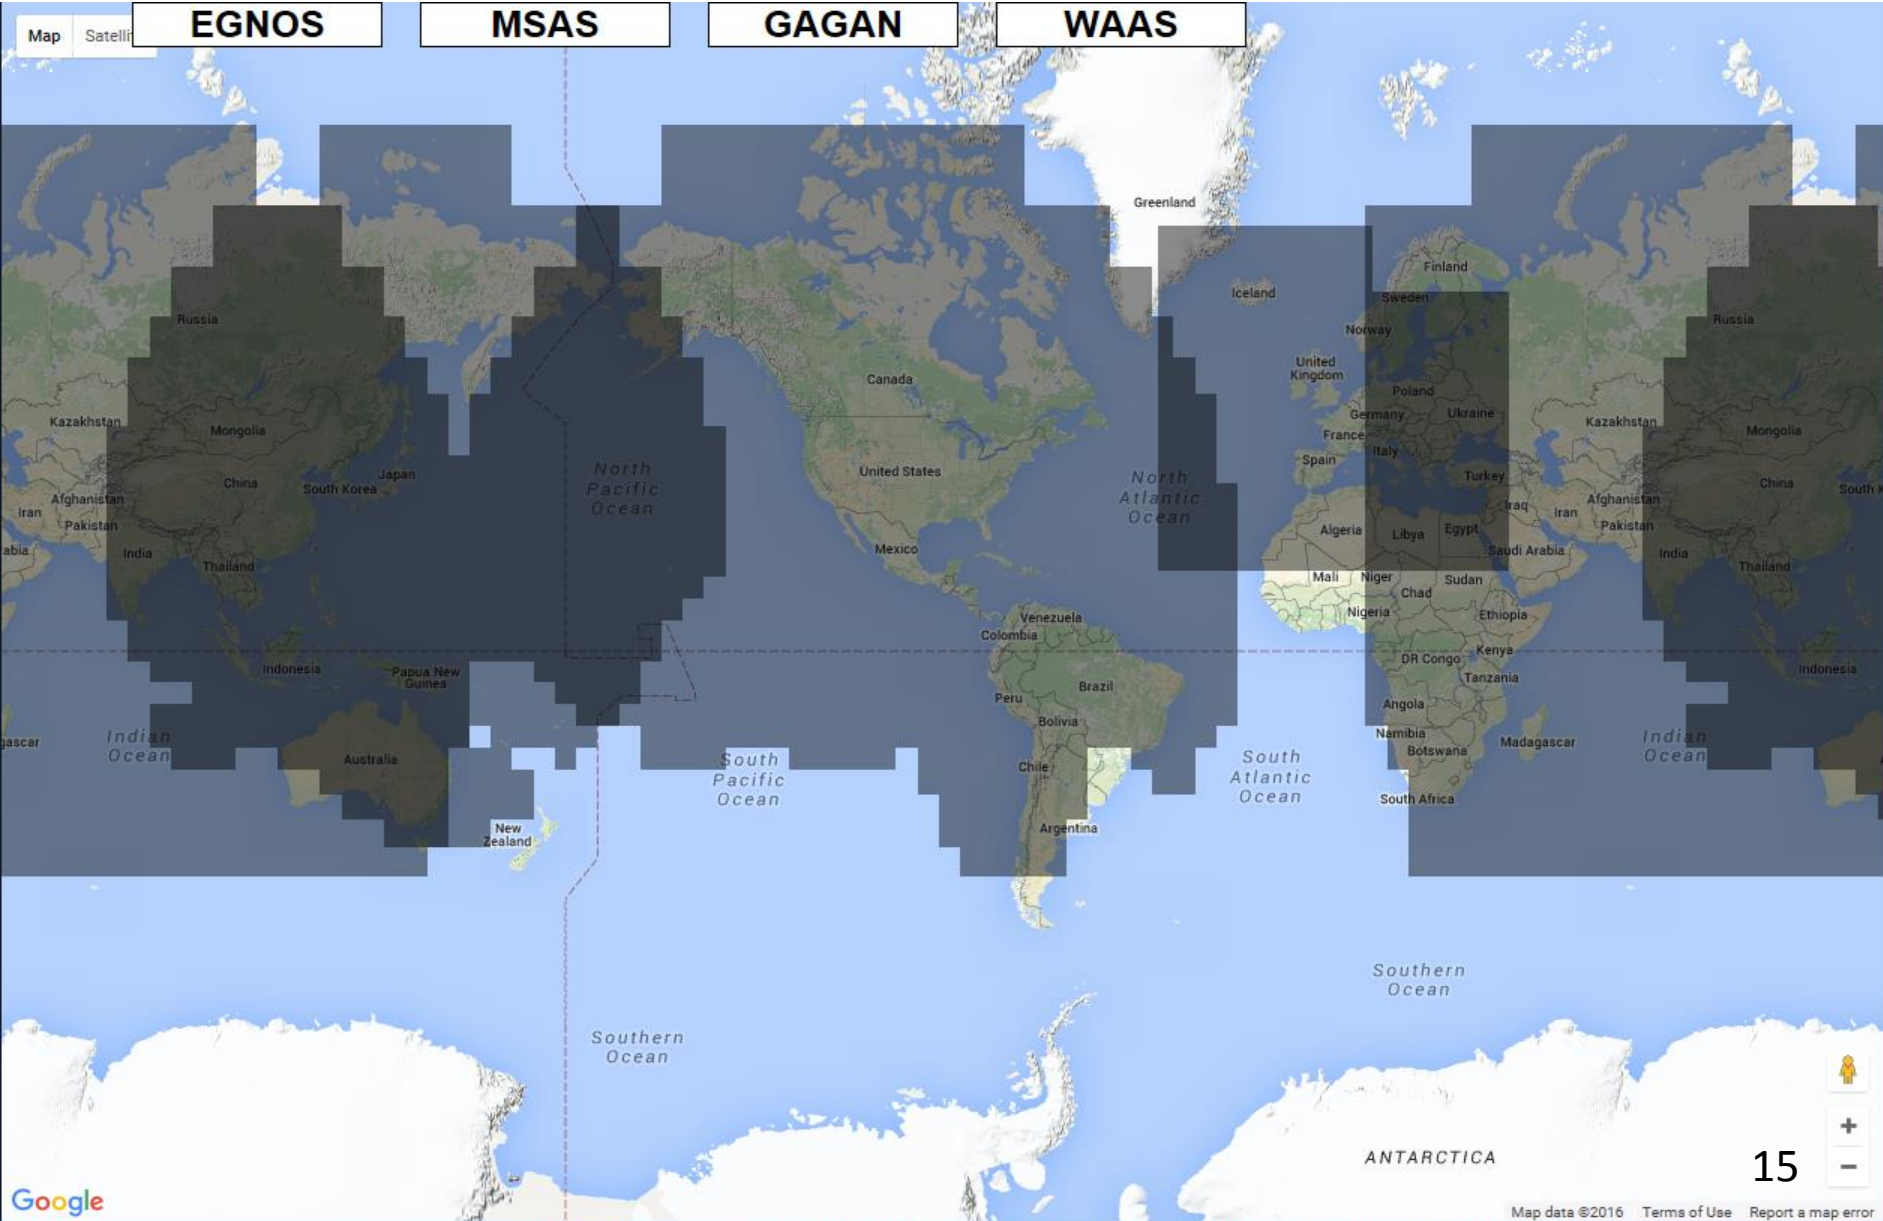 EGNOS
MSAS
GAGAN
WAAS
Map
Satelli
Greenland
Finland
Iceland
Sweden
Russia
Norway
Russia
United
Kingdom
Canada
Poland
Kazakhstan
Mongolia
Germany
Ukraine
Kazakhstan
Mongolia
France
Italy
Spain
North
Pacific
Ocean
United States
North
Atlantic
Ocean
Japan
South Korea
China
Turkey
China
South K
Afghanistan
Iran
Pakistan
Iraq
Iran
Afghanistan
Pakistan
abia
India
Thailand
Mexico
Algeria
Libya
Egypt
Saudi Arabia
India
Thailand
Mali
Niger
Sudan
Chad
Nigeria
Ethiopia
Venezuela
Colombia
Indonesia
Papua New
Guinea
DR Congo
Kenya
Tanzania
Indonesia
Peru
Brazil
Angola
Bolivia
Namibia
Botswana
gascar
Indian
Ocean
Australia
South
Pacific
Ocean
Chile
South
Atlantic
Ocean
Madagascar
Indian
Ocean
South Africa
New
Zealand
Argentina
Southern
Ocean
Southern
Ocean
ANTARCTICA
15
+
−
Google
Map data ©2016
Terms of Use
Report a map error